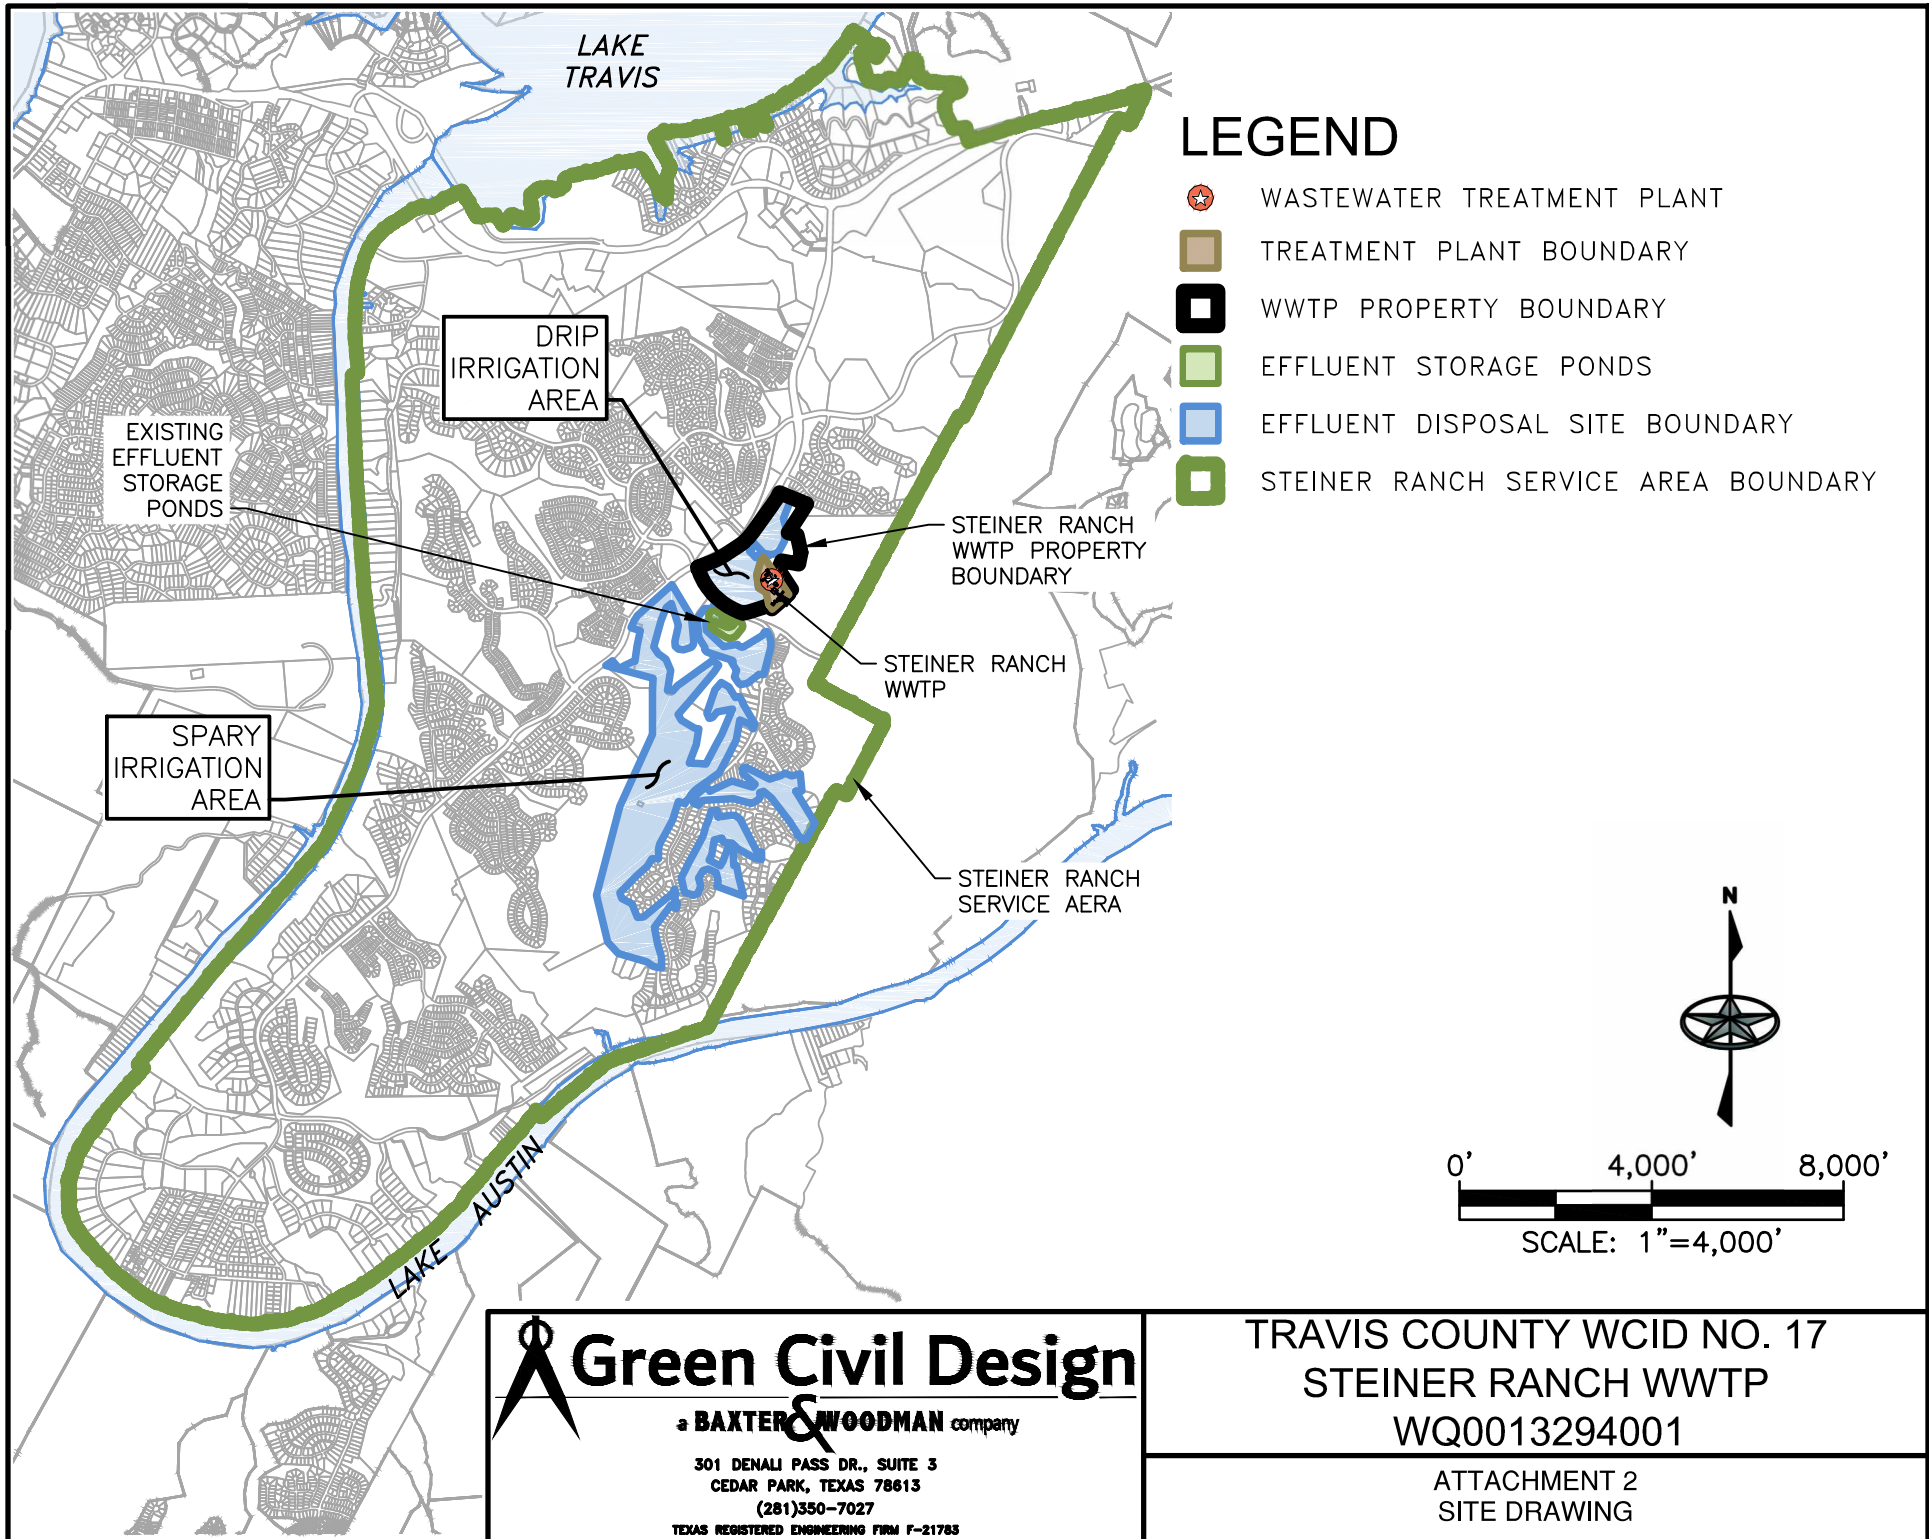 LAKE
TRAVIS
LEGEND
WASTEWATER TREATMENT PLANT
TREATMENT PLANT BOUNDARY
WWTP PROPERTY BOUNDARY
EFFLUENT STORAGE PONDS
EFFLUENT DISPOSAL SITE BOUNDARY
STEINER RANCH SERVICE AREA BOUNDARY
DRIP
IRRIGATION
AREA
EXISTING
EFFLUENT
STORAGE
PONDS
STEINER RANCH
WWTP PROPERTY
BOUNDARY
STEINER RANCH
WWTP
SPARY
IRRIGATION
AREA
STEINER RANCH
SERVICE AERA
LAKE AUSTIN
N
0' 4,000' 8,000'
SCALE: 1"=4,000'
Green Civil Design
&
a BAXTER WOODMAN company
301 DENALI PASS DR., SUITE 3
CEDAR PARK, TEXAS 78613
(281)350-7027
TEXAS REGISTERED ENGINEERING FIRM F-21783
TRAVIS COUNTY WCID NO. 17
STEINER RANCH WWTP
WQ0013294001
ATTACHMENT 2
SITE DRAWING